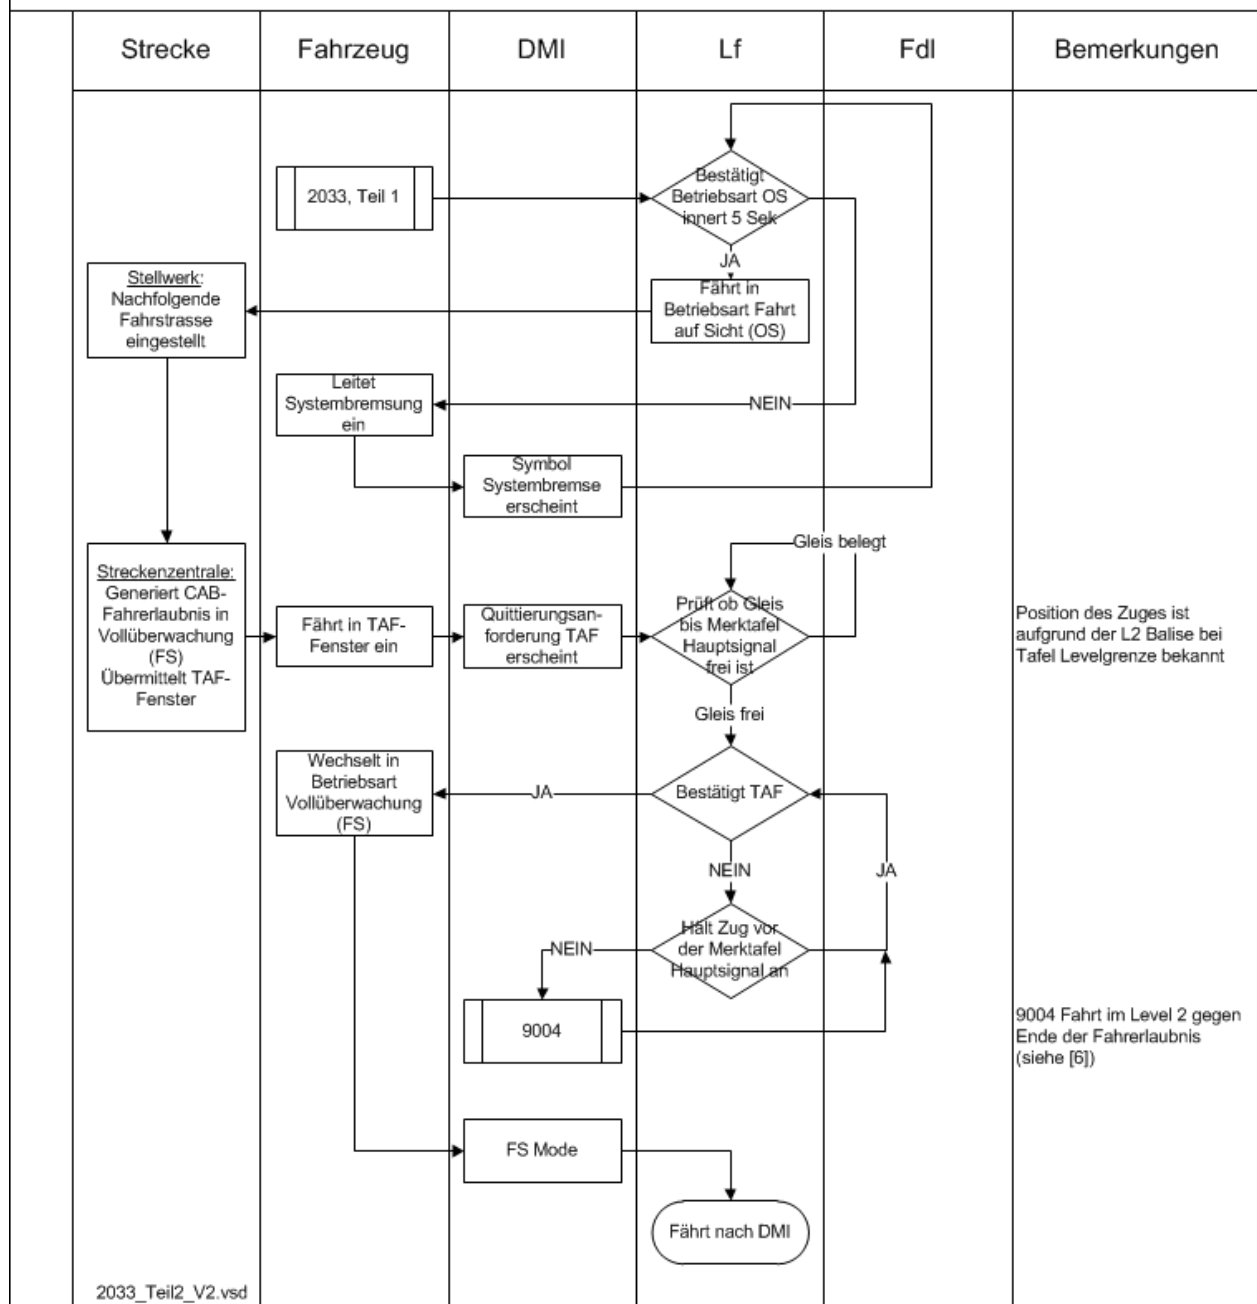 Strecke
Fahrzeug
DMI
Lf
Fdl
Bemerkungen
2033, Teil 1
Bestätigt
Betriebsart OS
innert 5 Sek
JA
Stellwerk:
Nachfolgende
Fahrstrasse
eingestellt
Fährt in
Betriebsart Fahrt
auf Sicht (OS)
Leitet
Systembremsung
ein
NEIN
Symbol
Systembremse
erscheint
Gleis belegt
Streckenzentrale:
Generiert CAB-
Fahrerlaubnis in
Vollüberwachung
(FS)
Übermittelt TAF-
Fenster
Fährt in TAF-
Fenster ein
Quittierungsan-
forderung TAF
erscheint
Prüft ob Gleis
bis Merktafel
Hauptsignal
frei ist
Position des Zuges ist
aufgrund der L2 Balise bei
Tafel Levelgrenze bekannt
Gleis frei
Wechselt in
Betriebsart
Vollüberwachung
(FS)
JA
Bestätigt TAF
NEIN
JA
Hält Zug vor
der Merktafel
Hauptsignal an
NEIN
9004
9004 Fahrt im Level 2 gegen
Ende der Fahrerlaubnis
(siehe [6])
FS Mode
Fährt nach DMI
2033_Teil2_V2.vsd